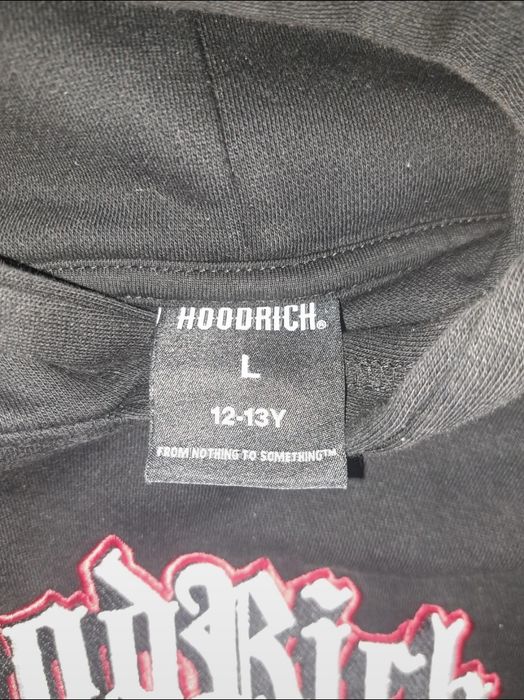 HOODRICH®
L
12-13Y
FROM NOTHING TO SOMETHING™